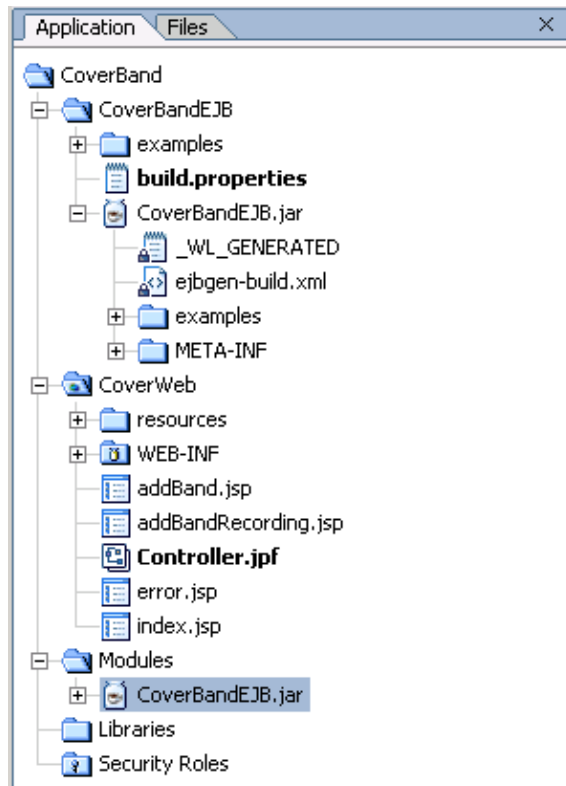 Application Files
CoverBand
CoverBandEJB
examples
build.properties
CoverBandEJB.jar
_WL_GENERATED
ejbgen-build.xml
examples
META-INF
CoverWeb
resources
WEB-INF
addBand.jsp
addBandRecording.jsp
Controller.jpf
error.jsp
index.jsp
Modules
CoverBandEJB.jar
Libraries
Security Roles